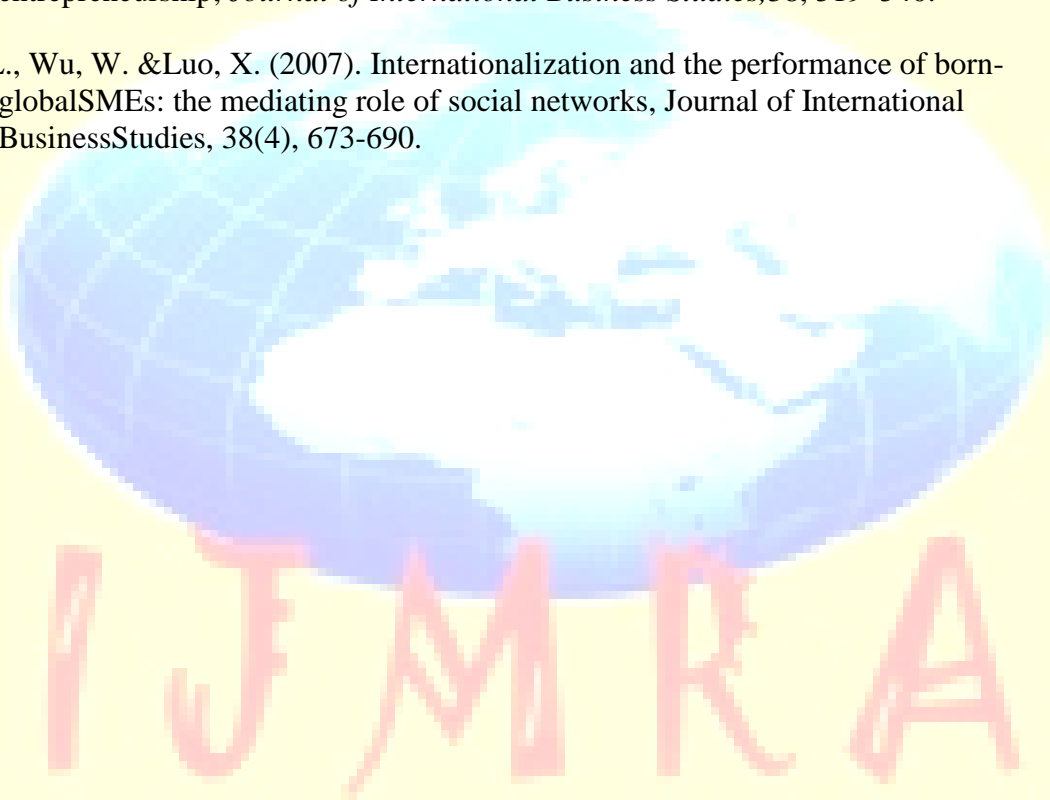 entrepreneurship, Journal of International Business Studies,38, 519–540.
L., Wu, W. &Luo, X. (2007). Internationalization and the performance of born-
globalSMEs: the mediating role of social networks, Journal of International
BusinessStudies, 38(4), 673-690.
IJMRA